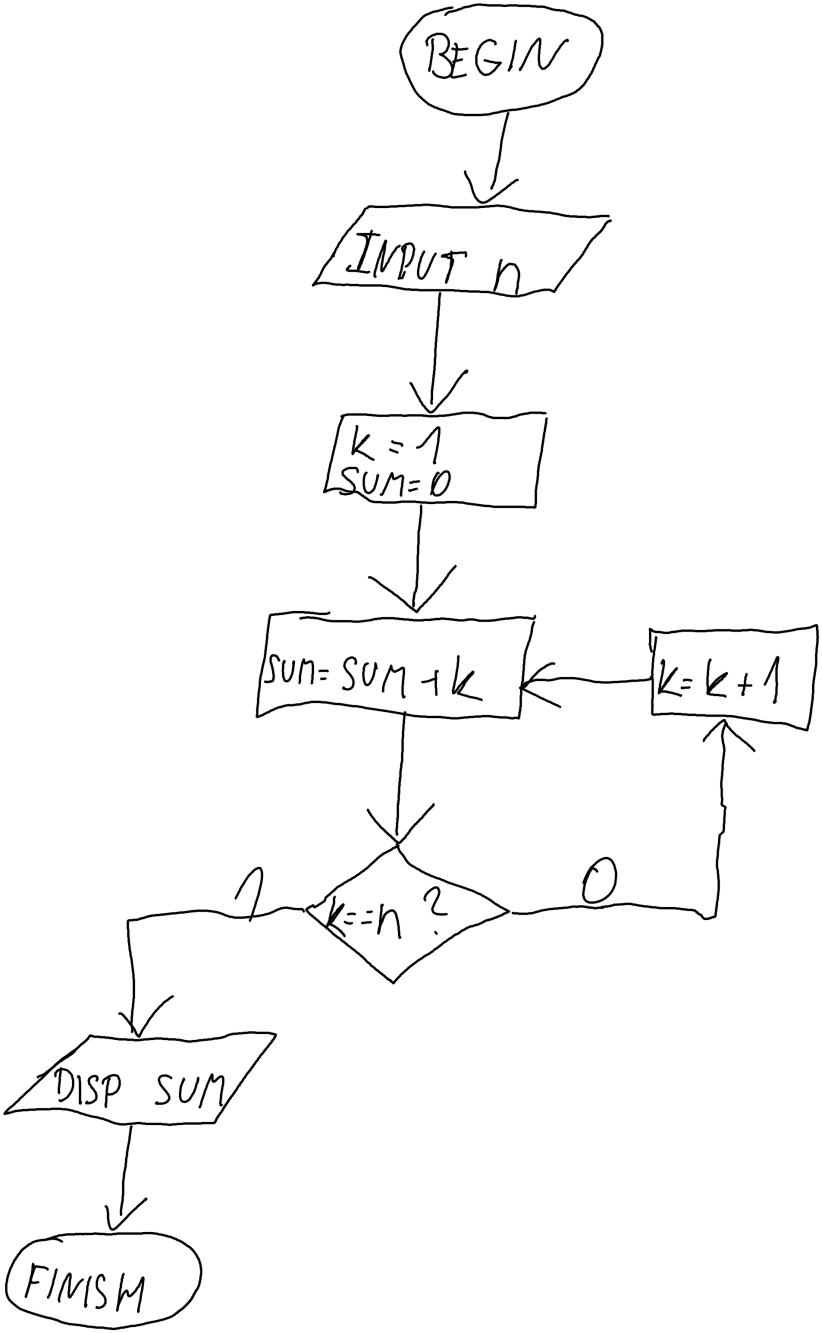 BEGIN
INPUT n
k = 1
SUM=0
SUM=SUM+k
k=k+1
k==n ?
1
0
DISP SUM
FINISH